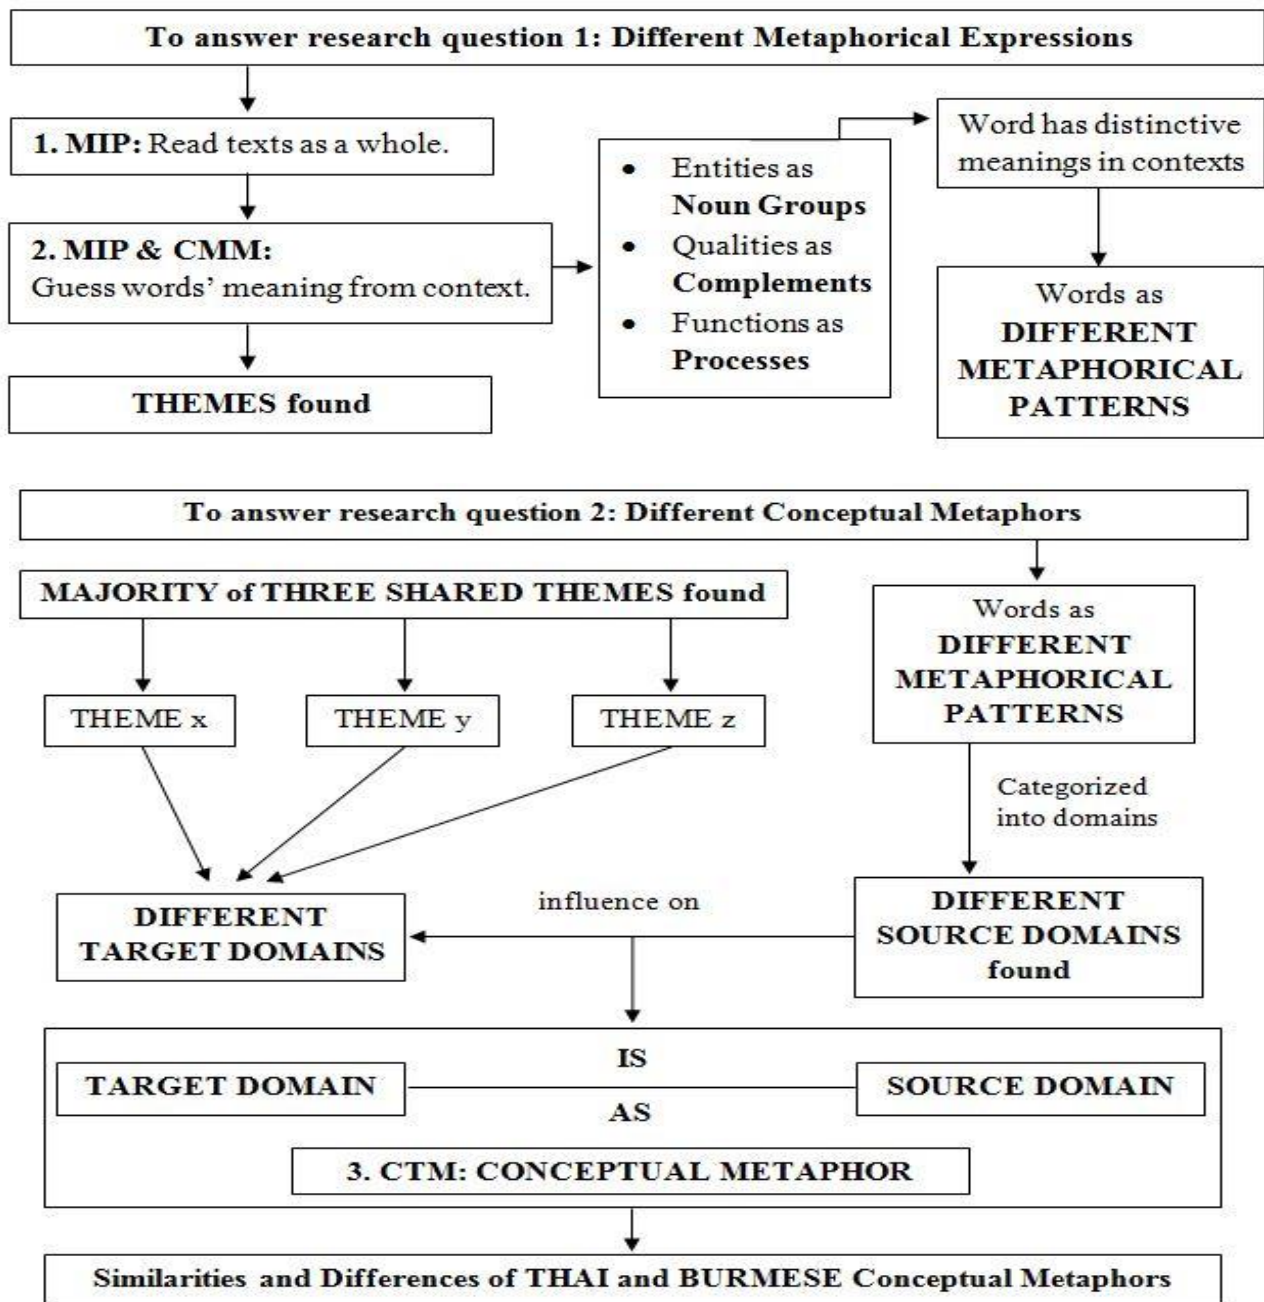 To answer research question 1: Different Metaphorical Expressions
1. MIP: Read texts as a whole.
2. MIP & CMM:
Guess words’ meaning from context.
THEMES found
• Entities as
Noun Groups
• Qualities as
Complements
• Functions as
Processes
Word has distinctive
meanings in contexts
Words as
DIFFERENT
METAPHORICAL
PATTERNS
To answer research question 2: Different Conceptual Metaphors
MAJORITY of THREE SHARED THEMES found
THEME x
THEME y
THEME z
Words as
DIFFERENT
METAPHORICAL
PATTERNS
Categorized
into domains
DIFFERENT
TARGET DOMAINS
influence on
DIFFERENT
SOURCE DOMAINS
found
IS
TARGET DOMAIN
SOURCE DOMAIN
AS
3. CTM: CONCEPTUAL METAPHOR
Similarities and Differences of THAI and BURMESE Conceptual Metaphors